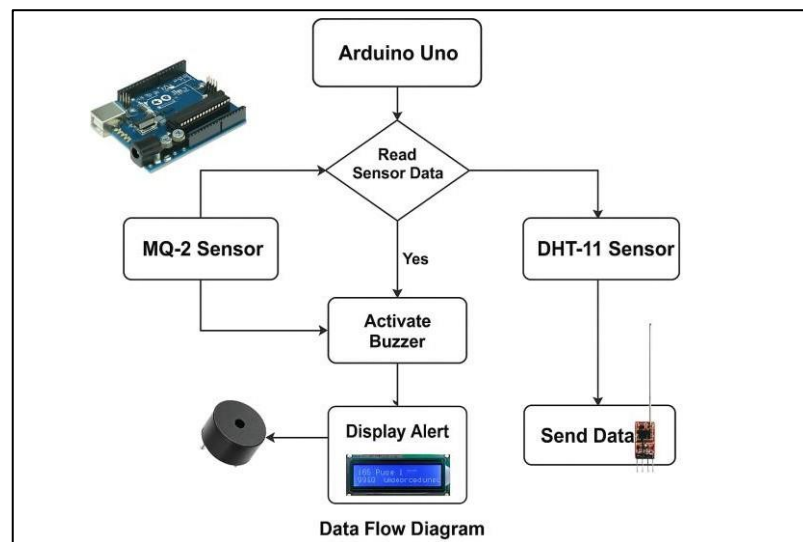 Arduino Uno
Read
Sensor Data
MQ-2 Sensor
DHT-11 Sensor
Yes
Activate
Buzzer
Display Alert
Send Data
Data Flow Diagram